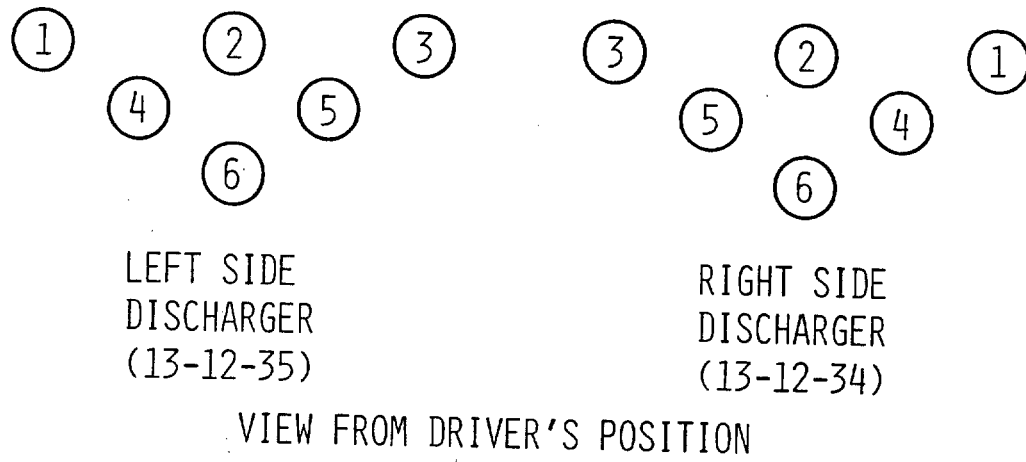 1 2 3 3 2 1
4 5 5 4
6 6
LEFT SIDE RIGHT SIDE
DISCHARGER DISCHARGER
(13-12-35) (13-12-34)
VIEW FROM DRIVER'S POSITION